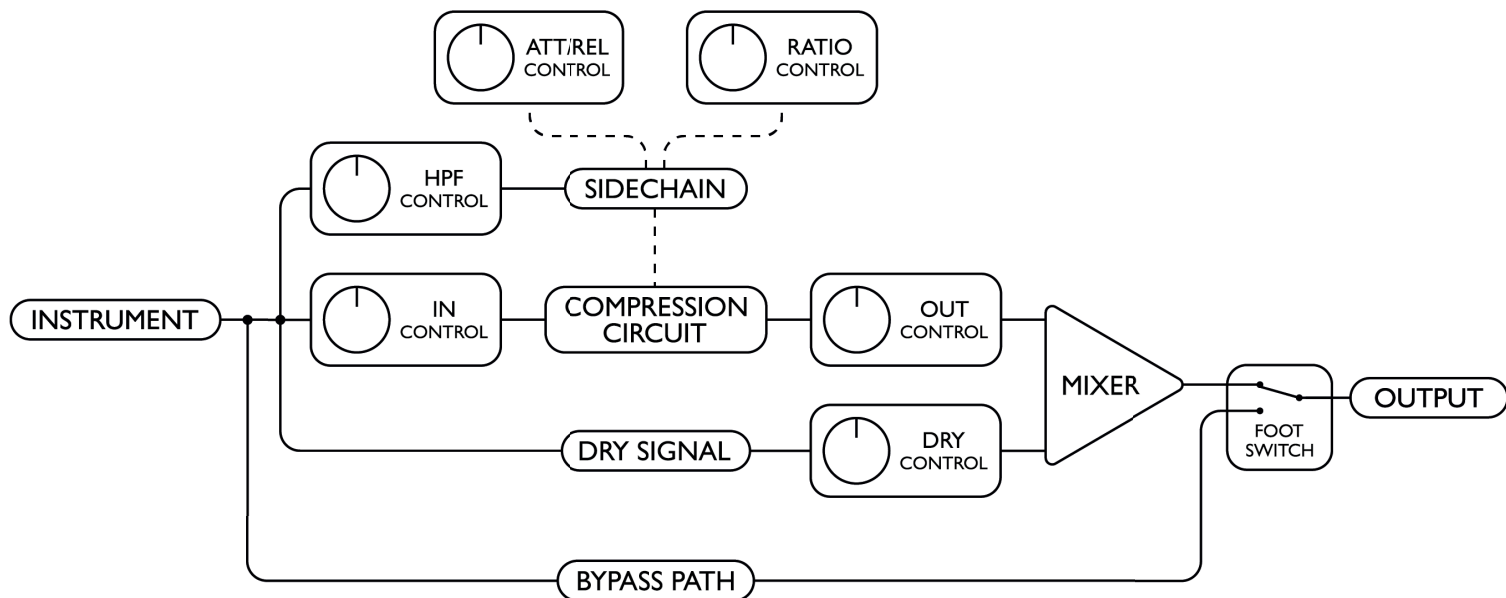 ATT/REL
CONTROL
RATIO
CONTROL
HPF
CONTROL
SIDECHAIN
INSTRUMENT
IN
CONTROL
COMPRESSION
CIRCUIT
OUT
CONTROL
MIXER
OUTPUT
FOOT
SWITCH
DRY SIGNAL
DRY
CONTROL
BYPASS PATH